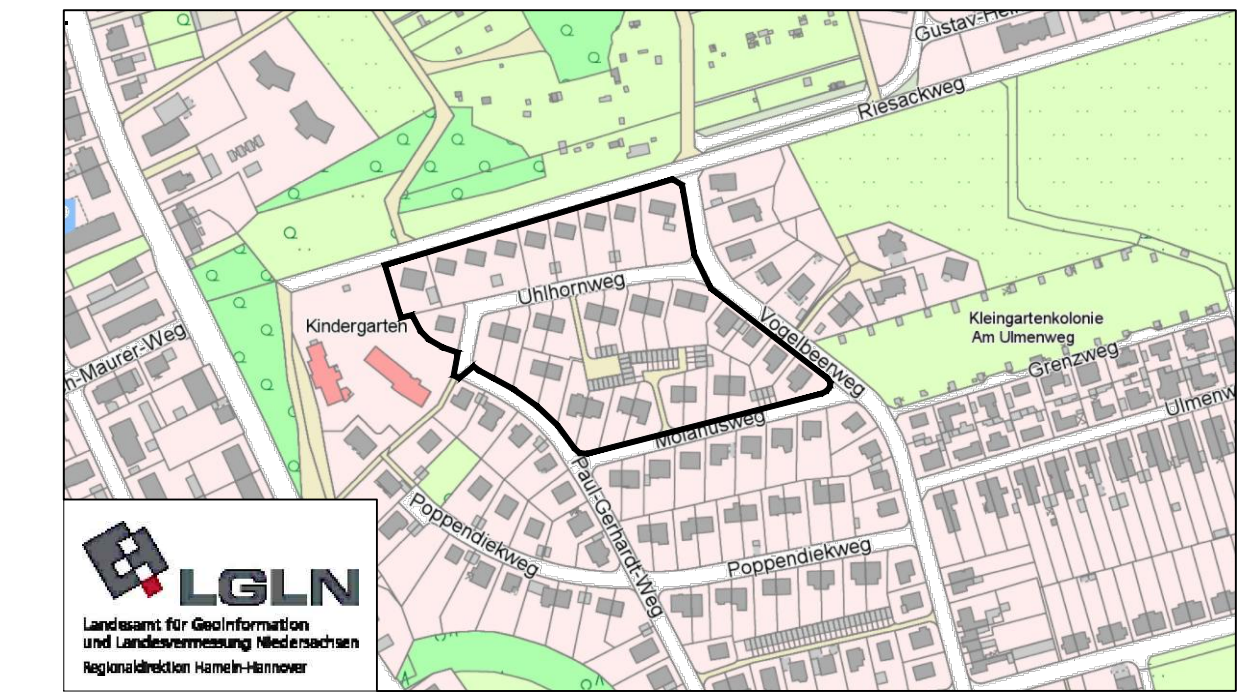 Gustav-Hei
Riesackweg
Uhlhornweg
Kindergarten
Vogelbeerweg
Kleingartenkolonie
Am Ulmenweg
Grenzweg
h-Maurer-Weg
Ulmenw
Molanusweg
Paul-Gerhardt-Weg
Poppendiekweg
Poppendiekweg
LGLN
Landesamt für Geoinformation
und Landesvermessung Niedersachsen
Regionaldirektion Hameln-Hannover